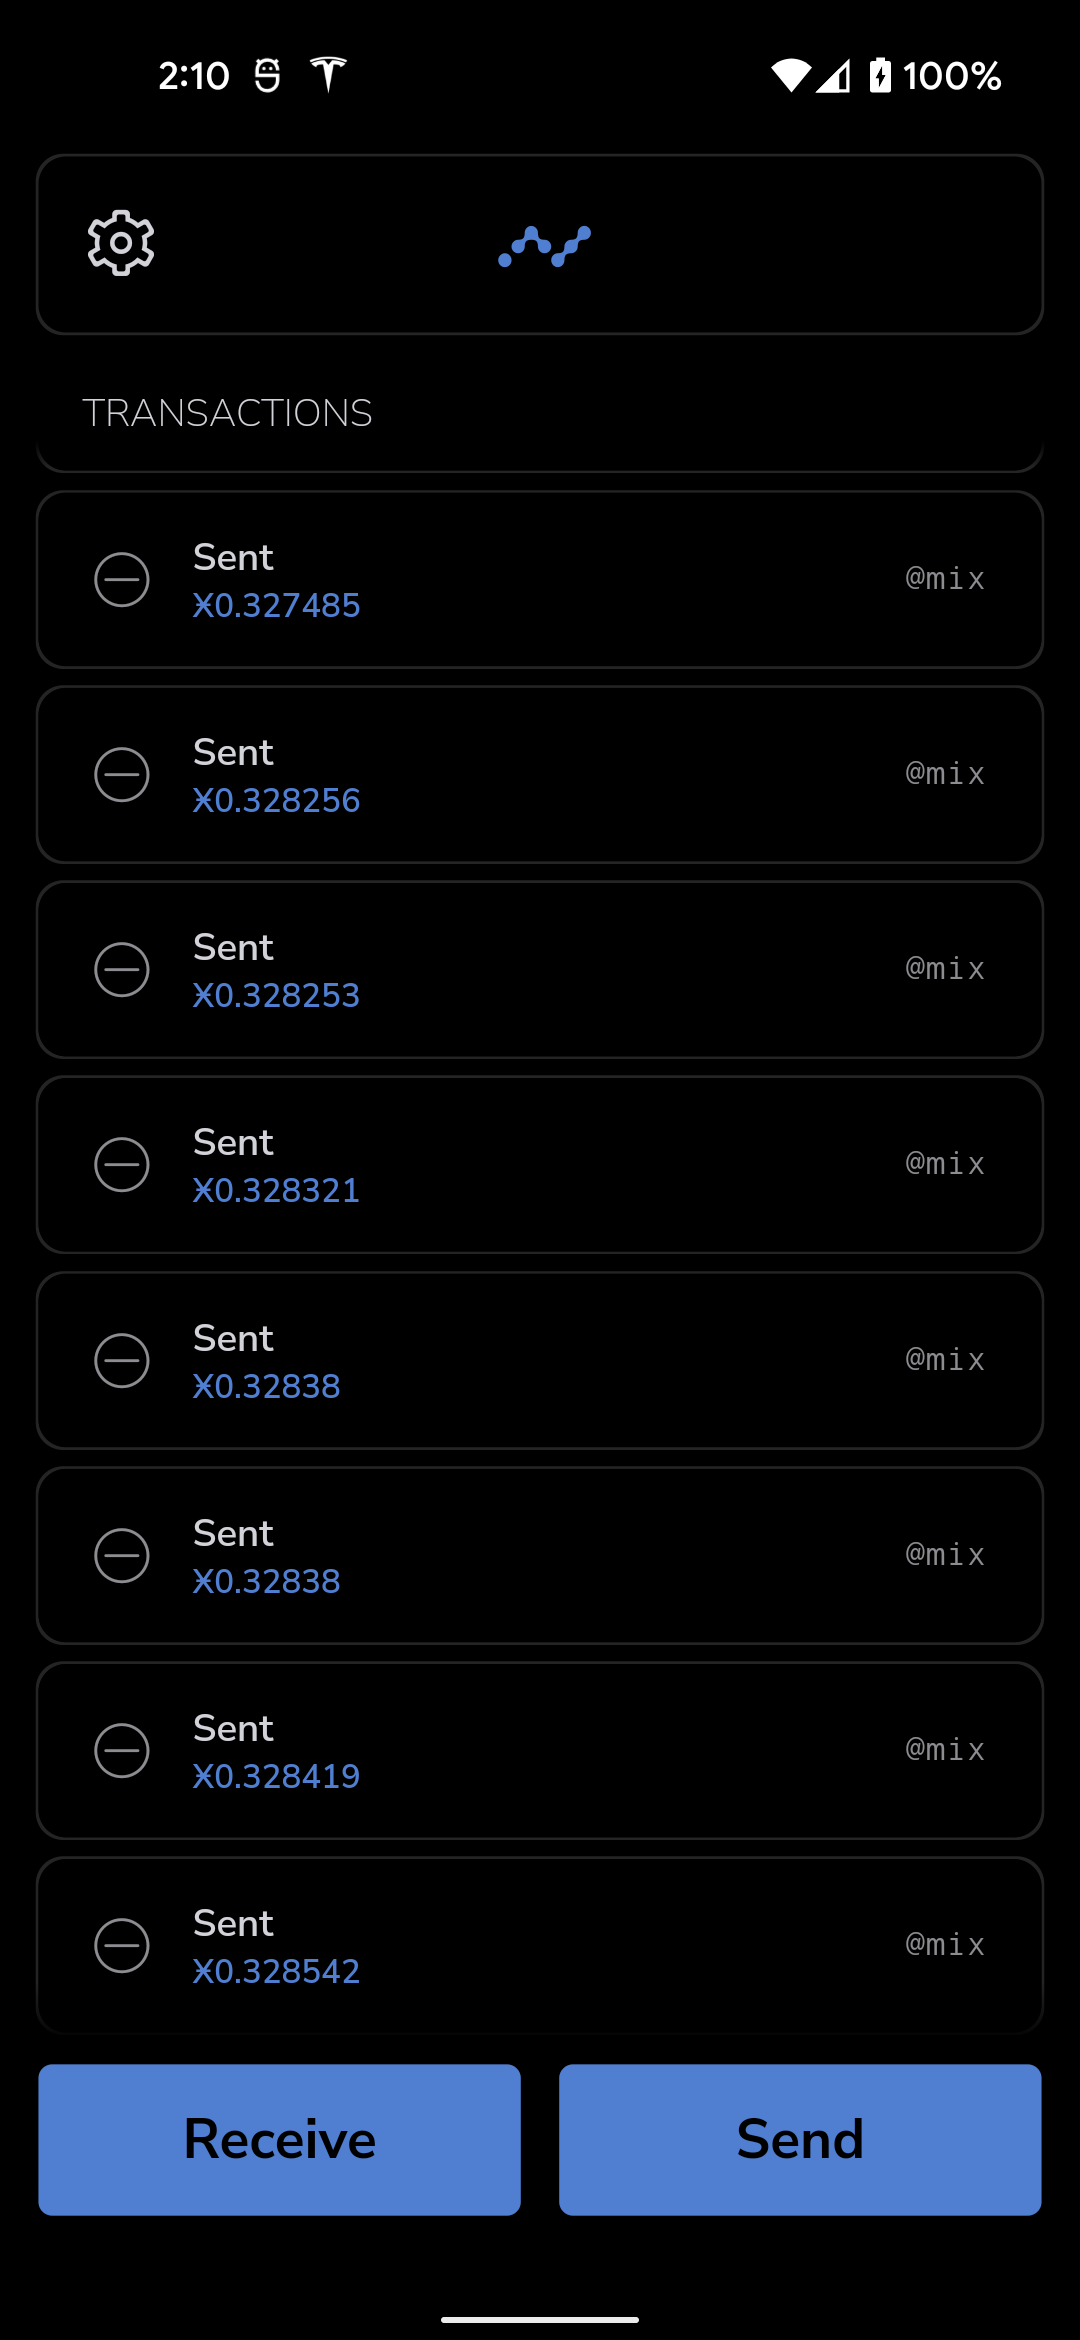 2:10 100%
TRANSACTIONS
Sent
Ӿ0.327485
@mix
Sent
Ӿ0.328256
@mix
Sent
Ӿ0.328253
@mix
Sent
Ӿ0.328321
@mix
Sent
Ӿ0.32838
@mix
Sent
Ӿ0.32838
@mix
Sent
Ӿ0.328419
@mix
Sent
Ӿ0.328542
@mix
Receive Send